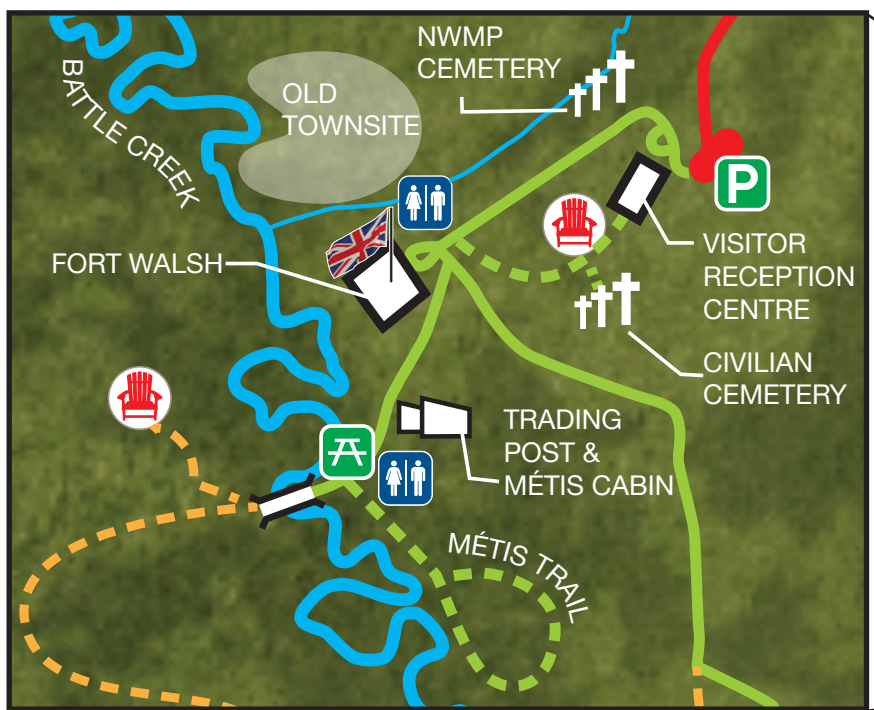 NWMP
CEMETERY
BATTLE CREEK
OLD
TOWNSITE
P
FORT WALSH
VISITOR
RECEPTION
CENTRE
CIVILIAN
CEMETERY
TRADING
POST &
MÉTIS CABIN
MÉTIS TRAIL